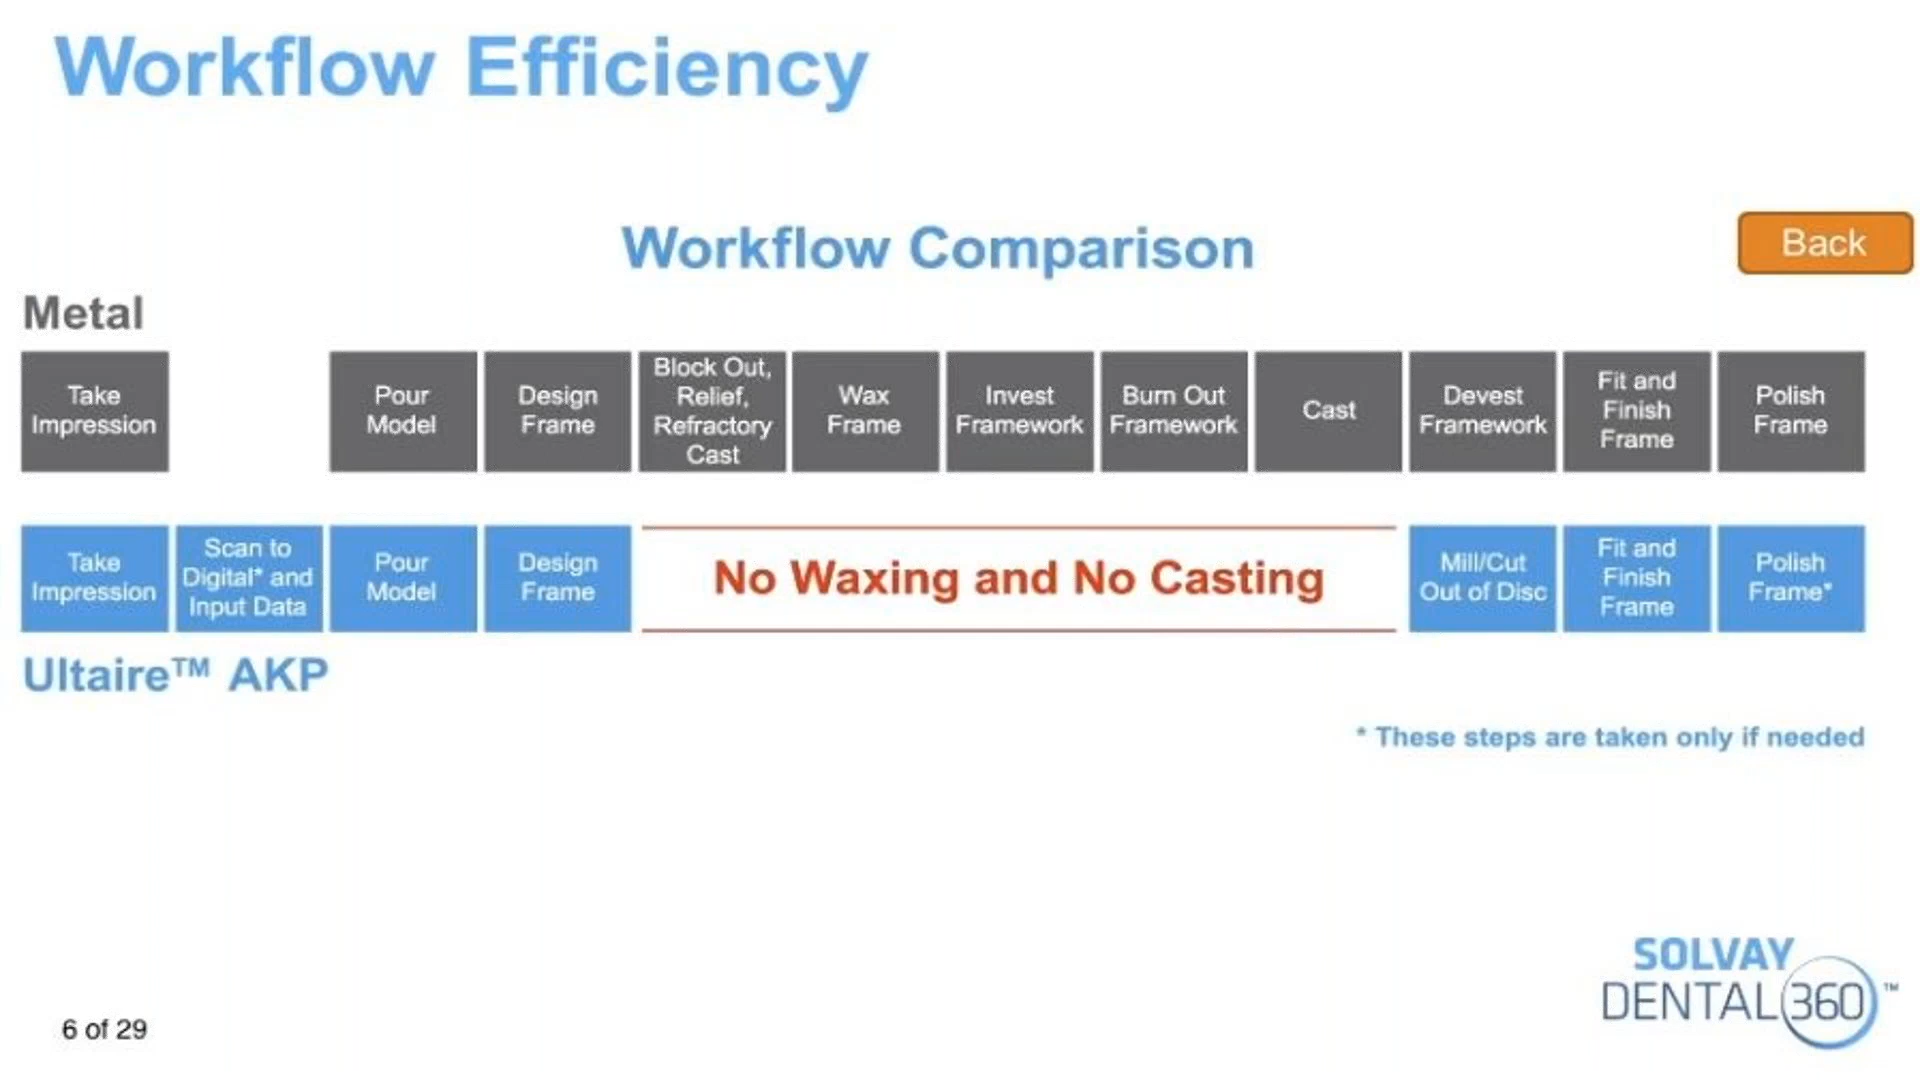 Workflow Efficiency
Workflow Comparison
Back
Metal
Take
Impression
Pour
Model
Design
Frame
Block Out,
Relief,
Refractory
Cast
Wax
Frame
Invest
Framework
Burn Out
Framework
Cast
Devest
Framework
Fit and
Finish
Frame
Polish
Frame
Take
Impression
Scan to
Digital* and
Input Data
Pour
Model
Design
Frame
No Waxing and No Casting
Mill/Cut
Out of Disc
Fit and
Finish
Frame
Polish
Frame*
Ultaire™ AKP
* These steps are taken only if needed
SOLVAY
DENTAL 360™
6 of 29